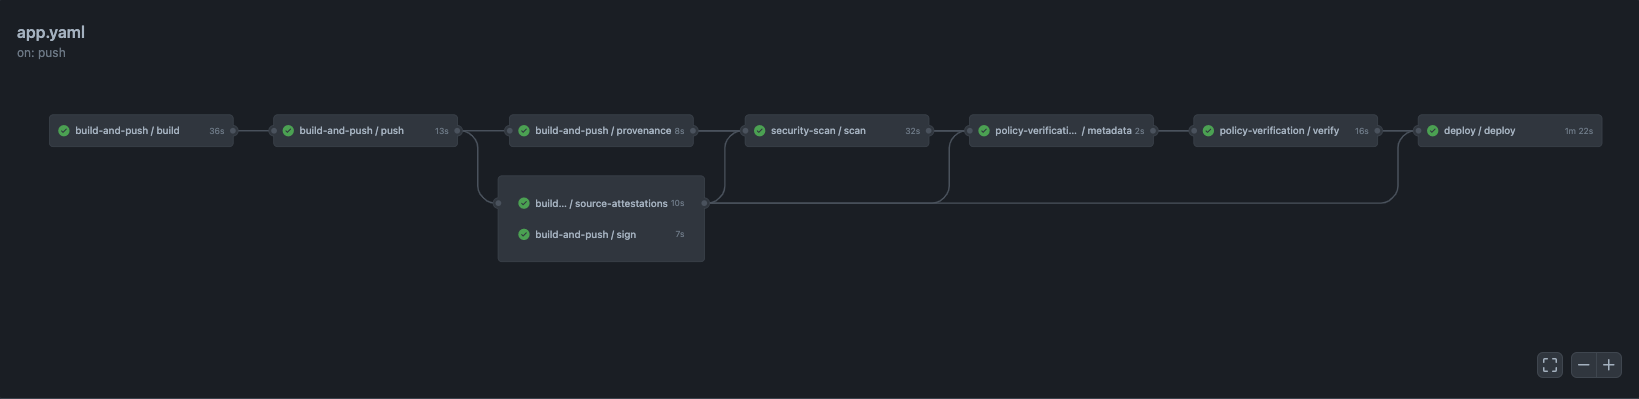 app.yaml
on: push
build-and-push / build 36s
build-and-push / push 13s
build-and-push / provenance 8s
security-scan / scan 32s
policy-verificati... / metadata 2s
policy-verification / verify 16s
deploy / deploy 1m 22s
build... / source-attestations 10s
build-and-push / sign 7s